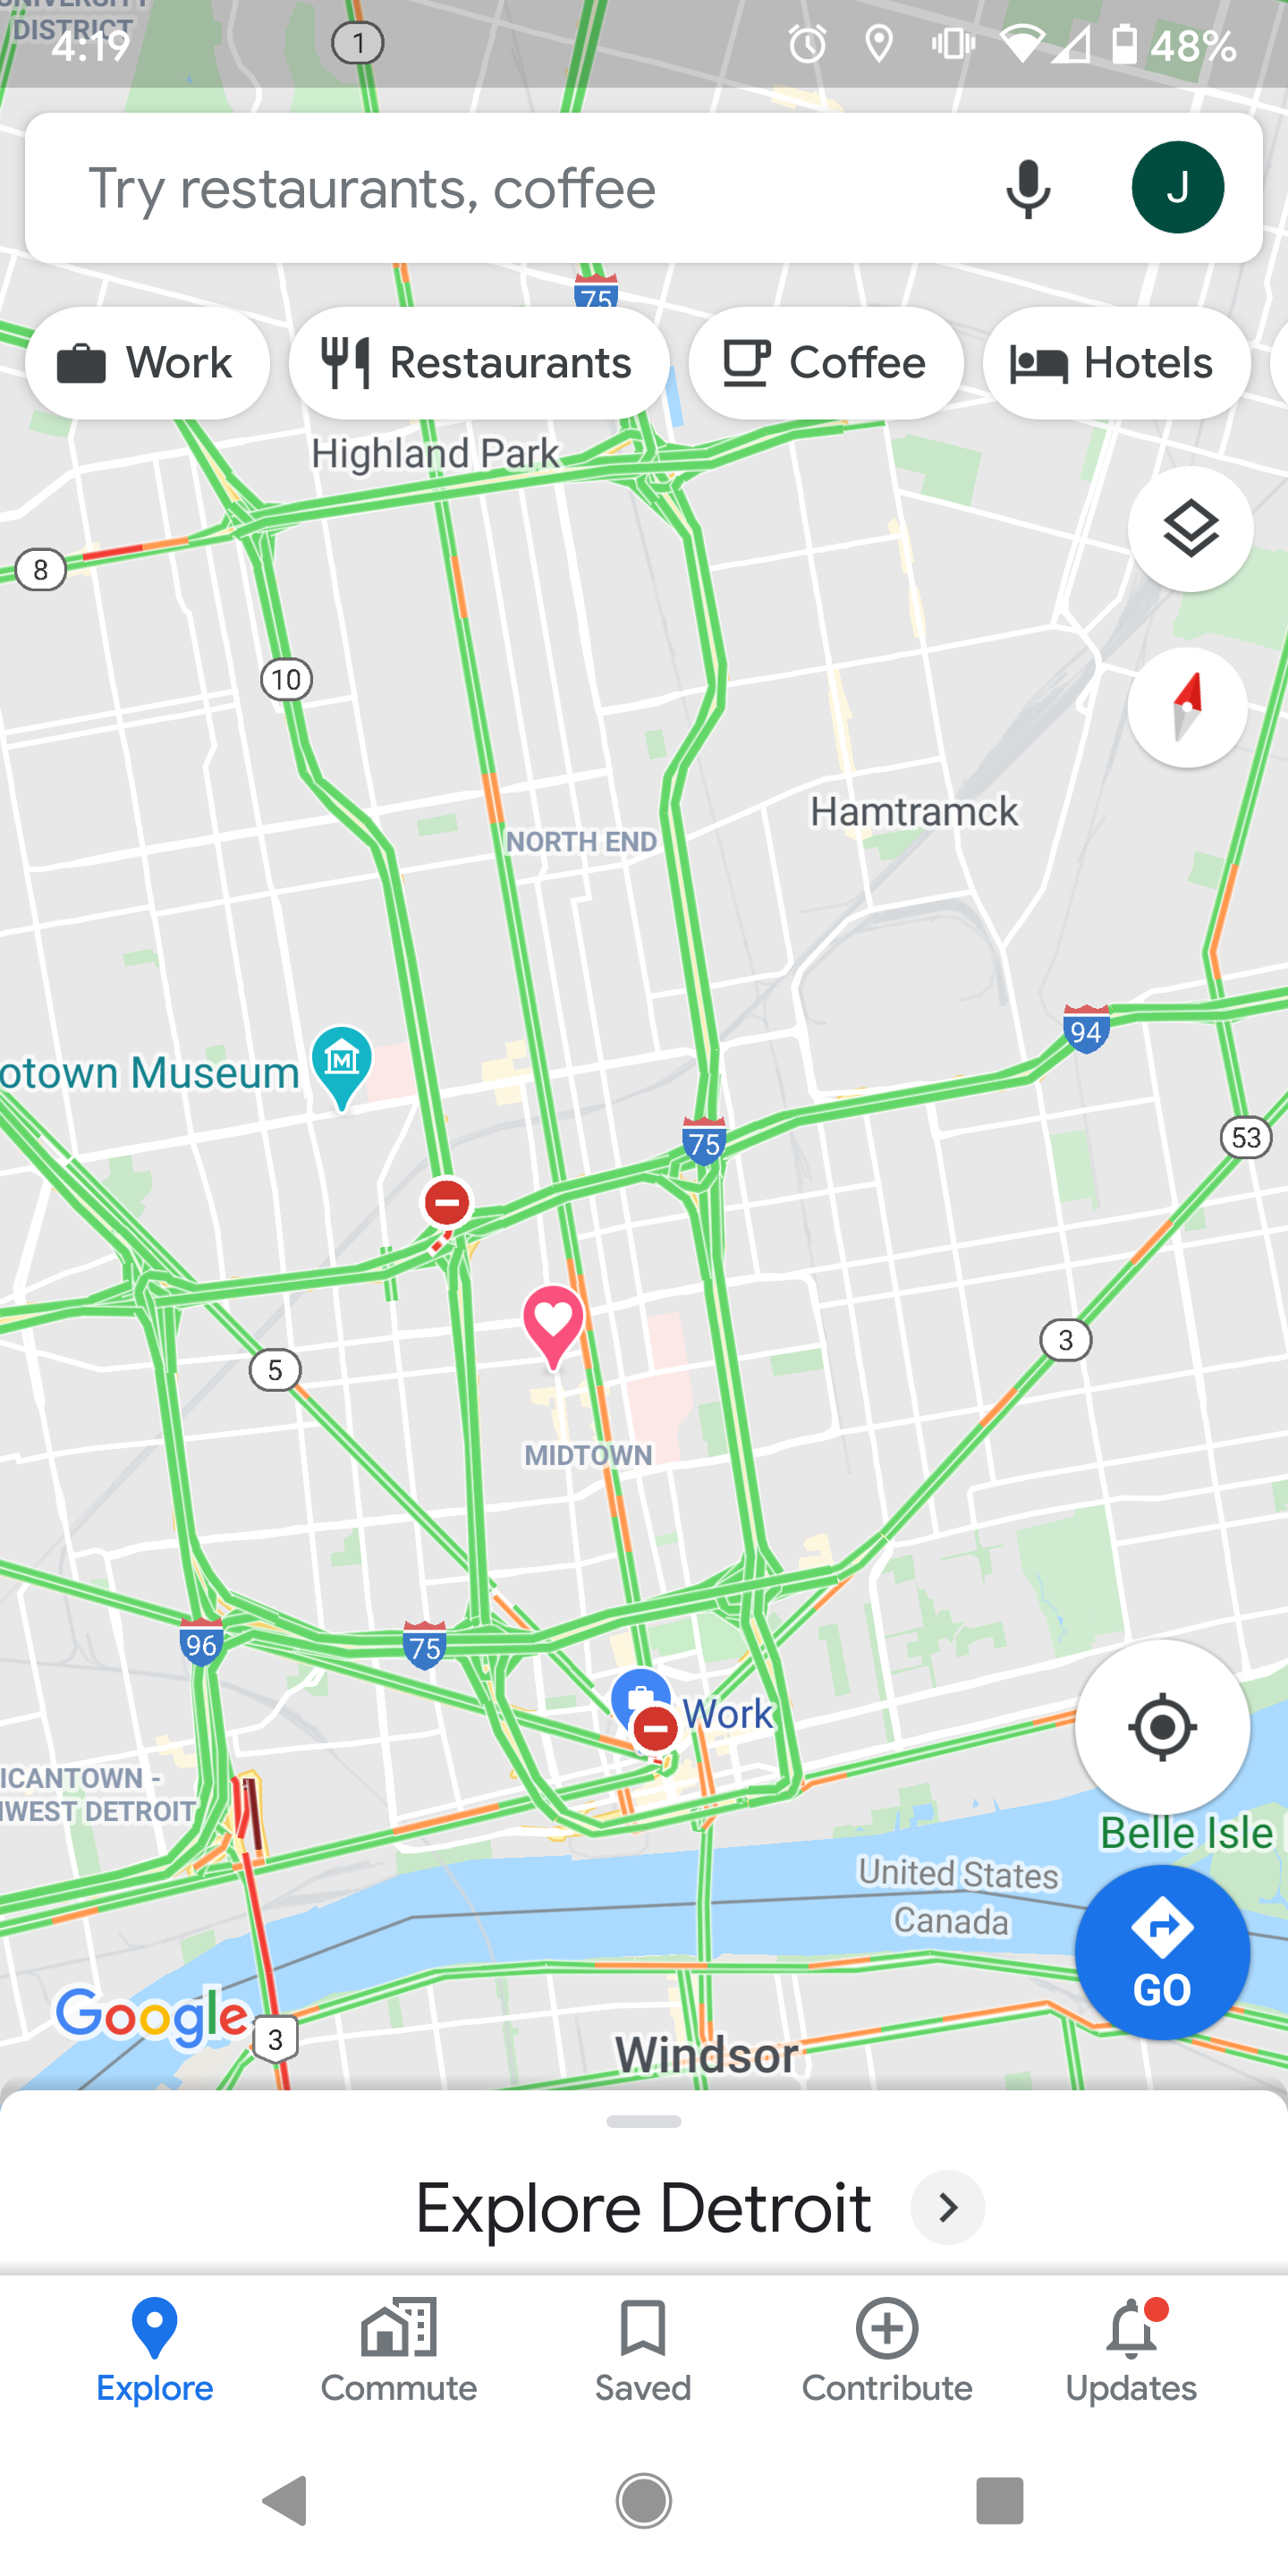 DISTRICT
4:19
1
48%
Try restaurants, coffee
J
75
Work
Restaurants
Coffee
Hotels
Highland Park
8
10
Hamtramck
NORTH END
94
otown Museum
75
53
3
5
MIDTOWN
96
75
Work
ICANTOWN -
WEST DETROIT
Belle Isle
United States
Canada
GO
Google
3
Windsor
Explore Detroit
Explore
Commute
Saved
Contribute
Updates